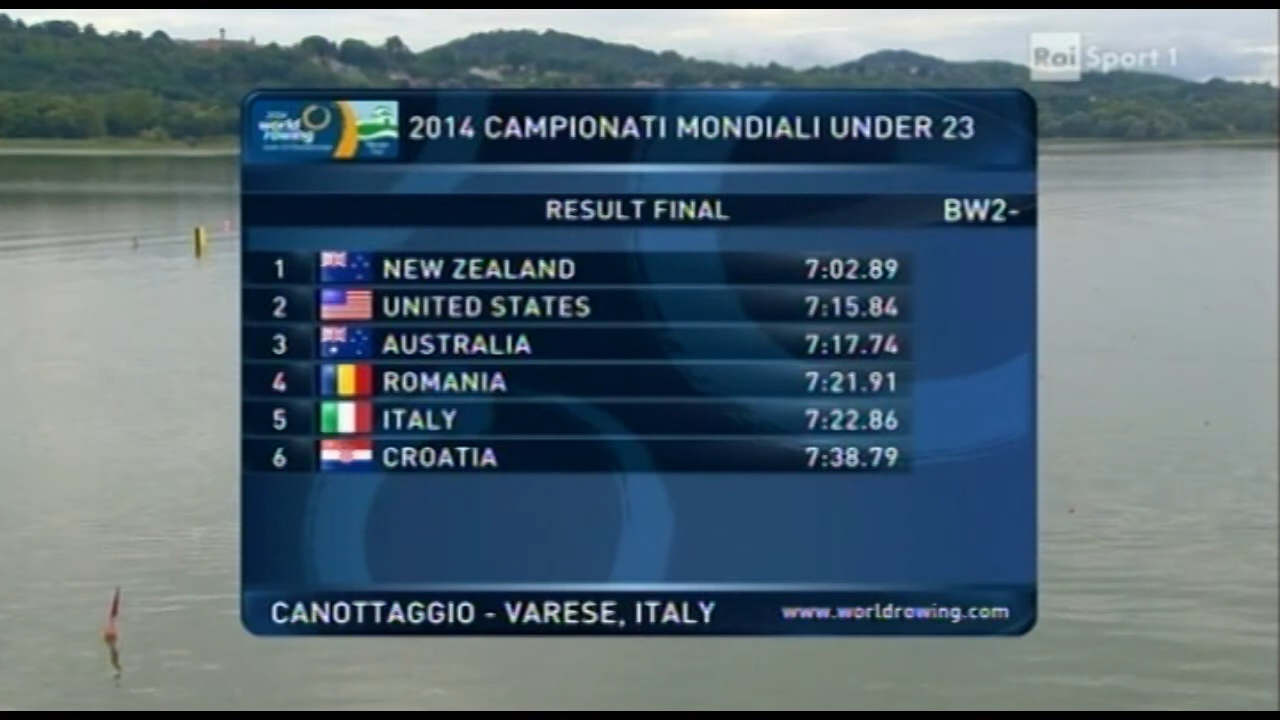 Rai Sport 1
world rowing
2014 CAMPIONATI MONDIALI UNDER 23
RESULT FINAL BW2-
1 NEW ZEALAND 7:02.89
2 UNITED STATES 7:15.84
3 AUSTRALIA 7:17.74
4 ROMANIA 7:21.91
5 ITALY 7:22.86
6 CROATIA 7:38.79
CANOTTAGGIO - VARESE, ITALY www.worldrowing.com